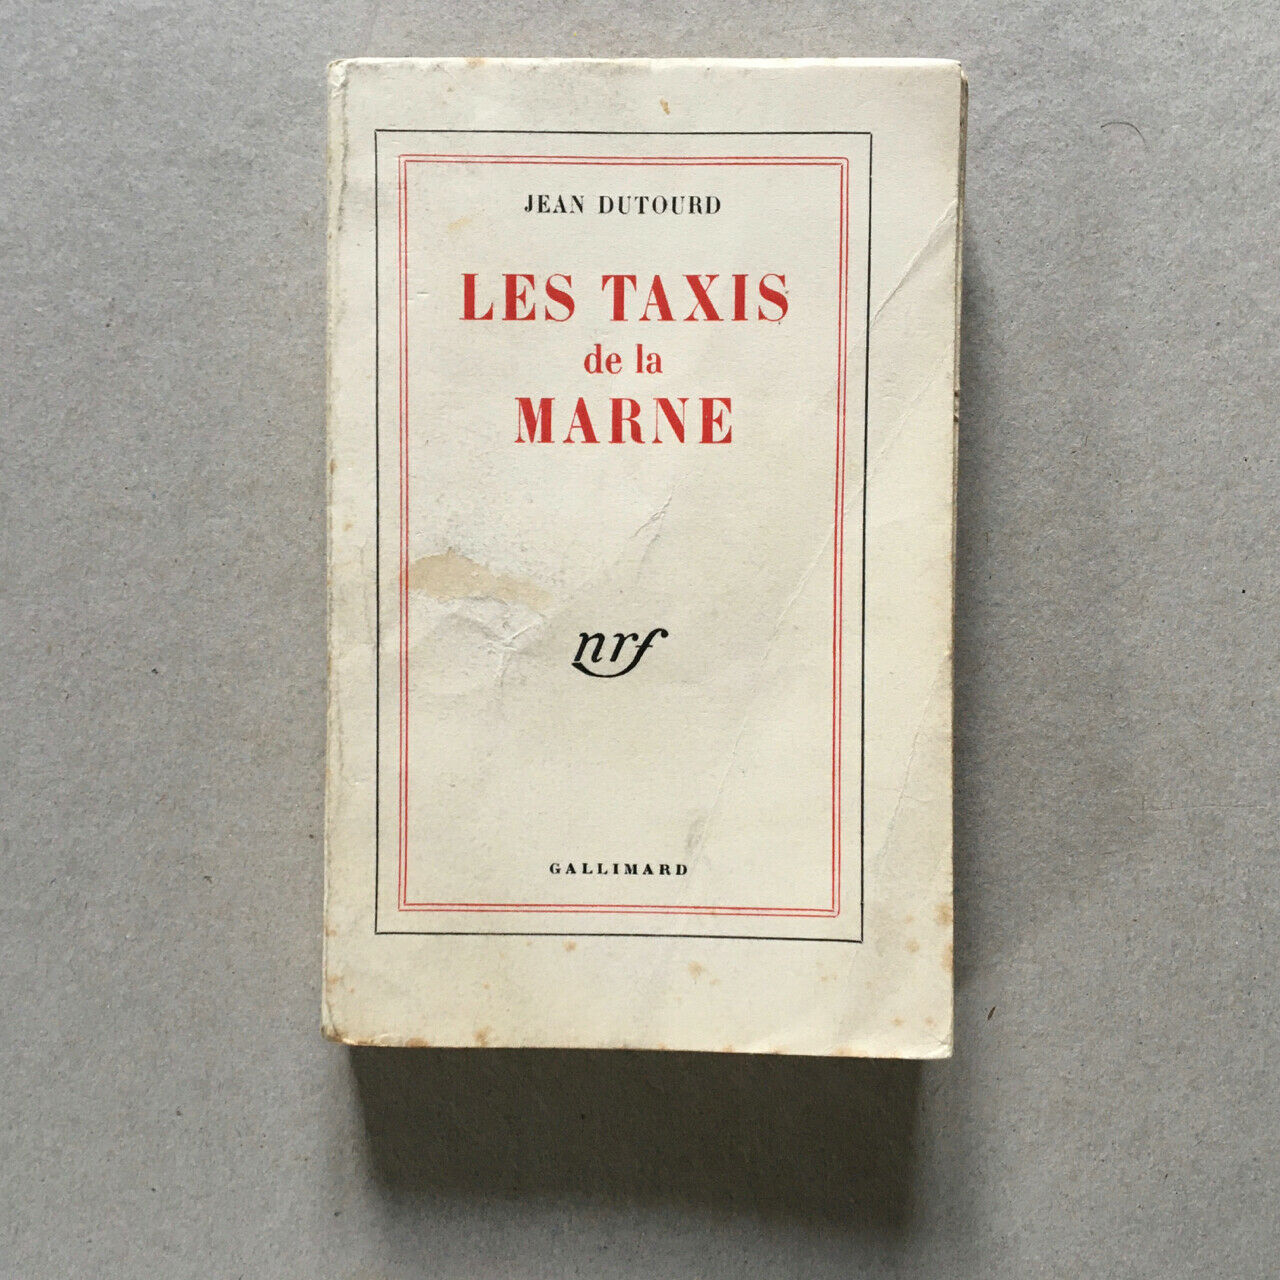 JEAN DUTOURD
LES TAXIS
de la
MARNE
nrf
GALLIMARD